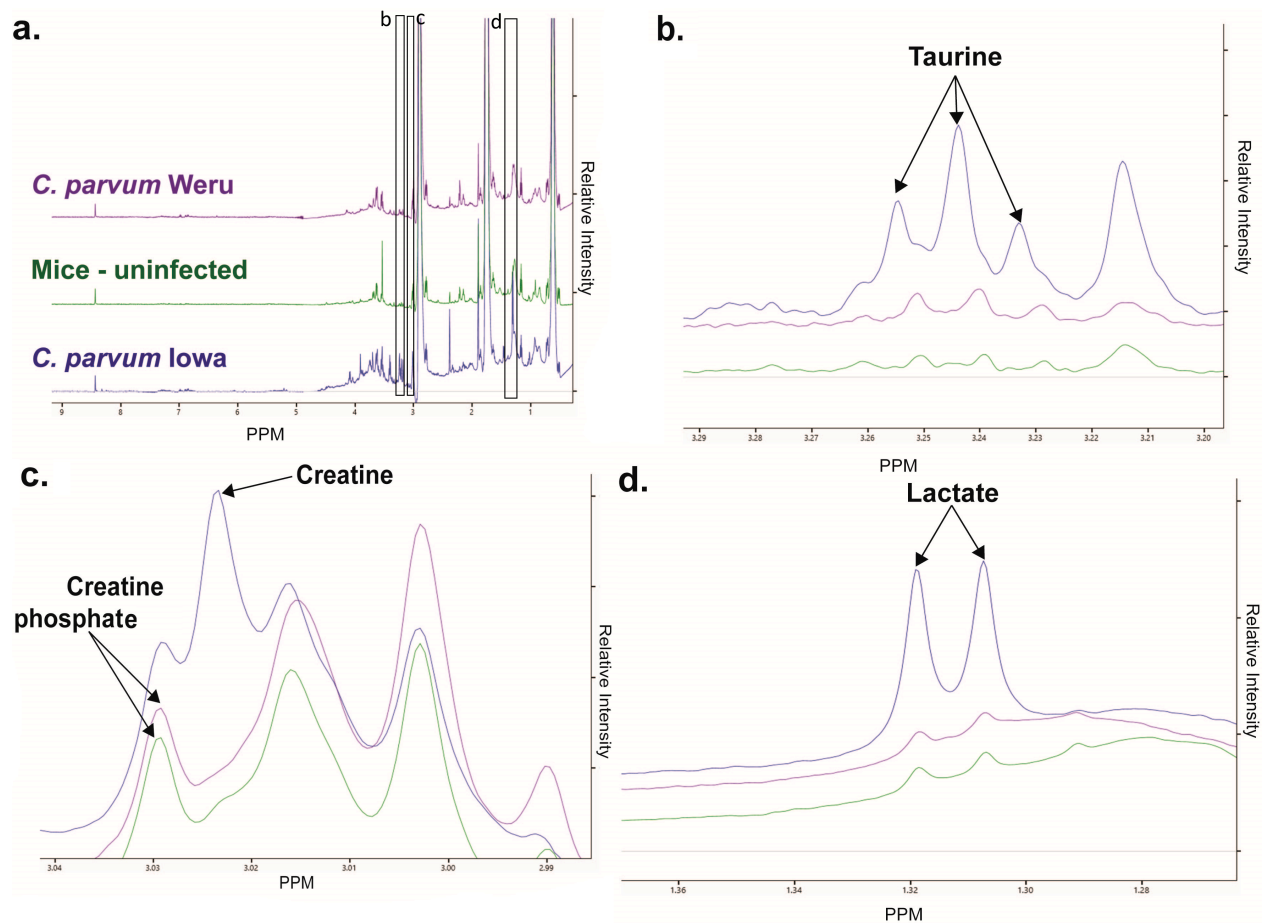 a.
b
c
d
C. parvum Weru
Mice - uninfected
C. parvum Iowa
Relative Intensity
9 8 7 6 5 4 3 2 1
PPM
b.
Taurine
Relative Intensity
3.29 3.28 3.27 3.26 3.25 3.24 3.23 3.22 3.21 3.20
PPM
c.
Creatine
Creatine
phosphate
Relative Intensity
3.04 3.03 3.02 3.01 3.00 2.99
PPM
d.
Lactate
Relative Intensity
1.36 1.34 1.32 1.30 1.28
PPM